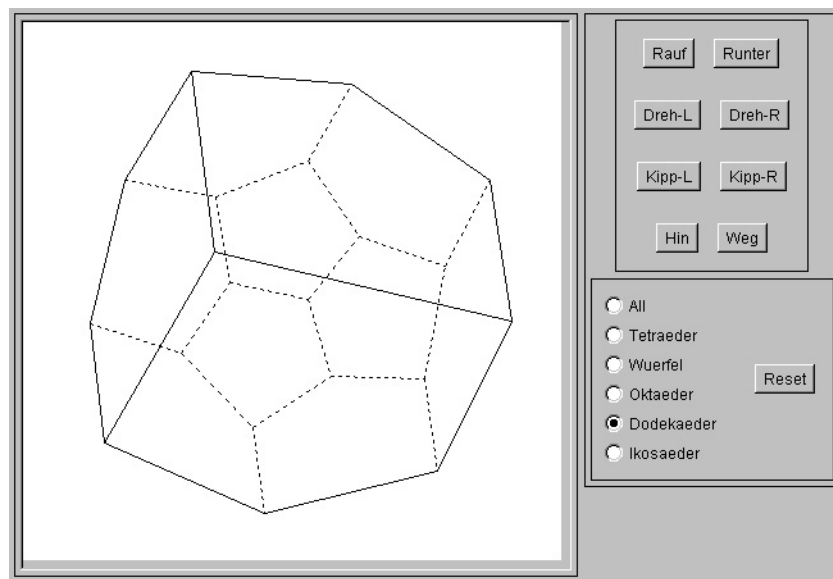 Rauf Runter
Dreh-L Dreh-R
Kipp-L Kipp-R
Hin Weg
All
Tetraeder
Wuerfel
Oktaeder
Dodekaeder
Ikosaeder
Reset